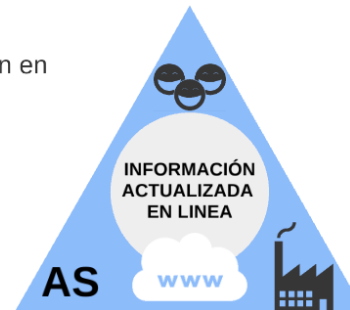 n en
INFORMACIÓN
ACTUALIZADA
EN LINEA
AS
www